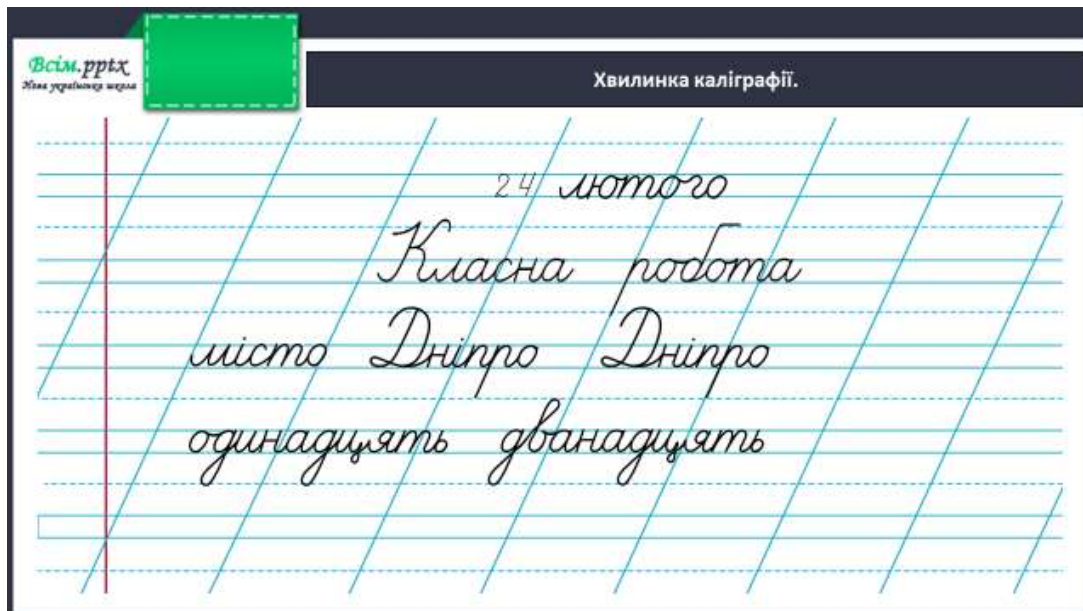 Всім.pptx
Нова українська школа
Хвилинка каліграфії.
24 лютого
Класна робота
місто Дніпро Дніпро
одинадцять дванадцять